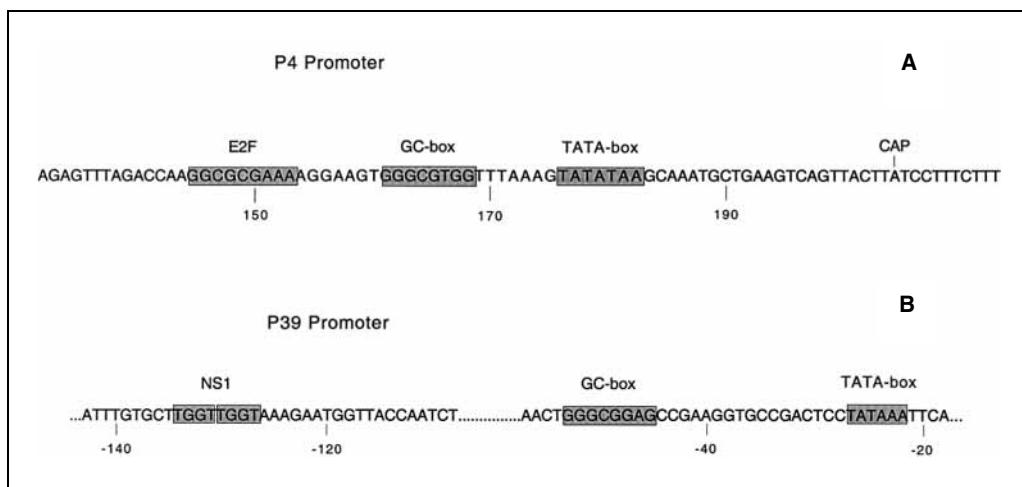 P4 Promoter A
E2F GC-box TATA-box CAP
AGAGTTTAGACCAAGGCGCGAAAAGGAAGTGGGCGTGGTTTAAAGTATATAAGCAAATGCTGAAGTCAGTTACTTATCCTTTCTTT
150 170 190
P39 Promoter B
NS1 GC-box TATA-box
...ATTTGTGCTTGGTTGGTAAAGAATGGTTACCAATCT...............AACTGGGCGGAGCCGAAGGTGCCGACTCCTATAAATTCA...
-140 -120 -40 -20